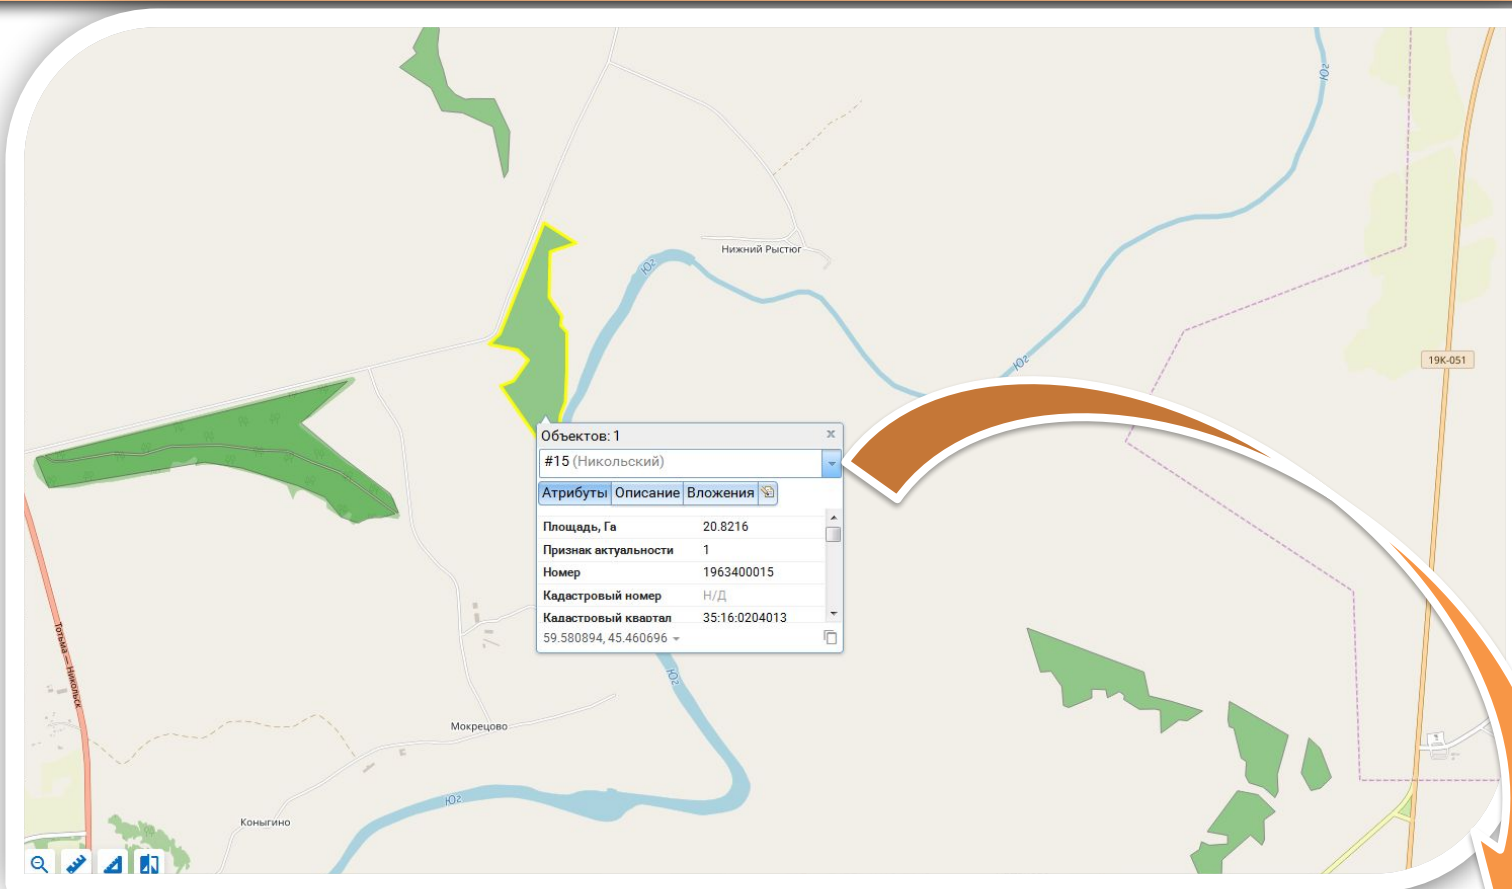 Юг
Нижний Рыстюг
Юг
Юг
19К-051
Объектов: 1
x
#15 (Никольский)
Атрибуты Описание Вложения
Площадь, Га 20.8216
Признак актуальности 1
Номер 1963400015
Кадастровый номер Н/Д
Кадастровый квартал 35:16:0204013
59.580894, 45.460696
Тотьма — Никольск
Юг
Мокрецово
Юг
Коныгино